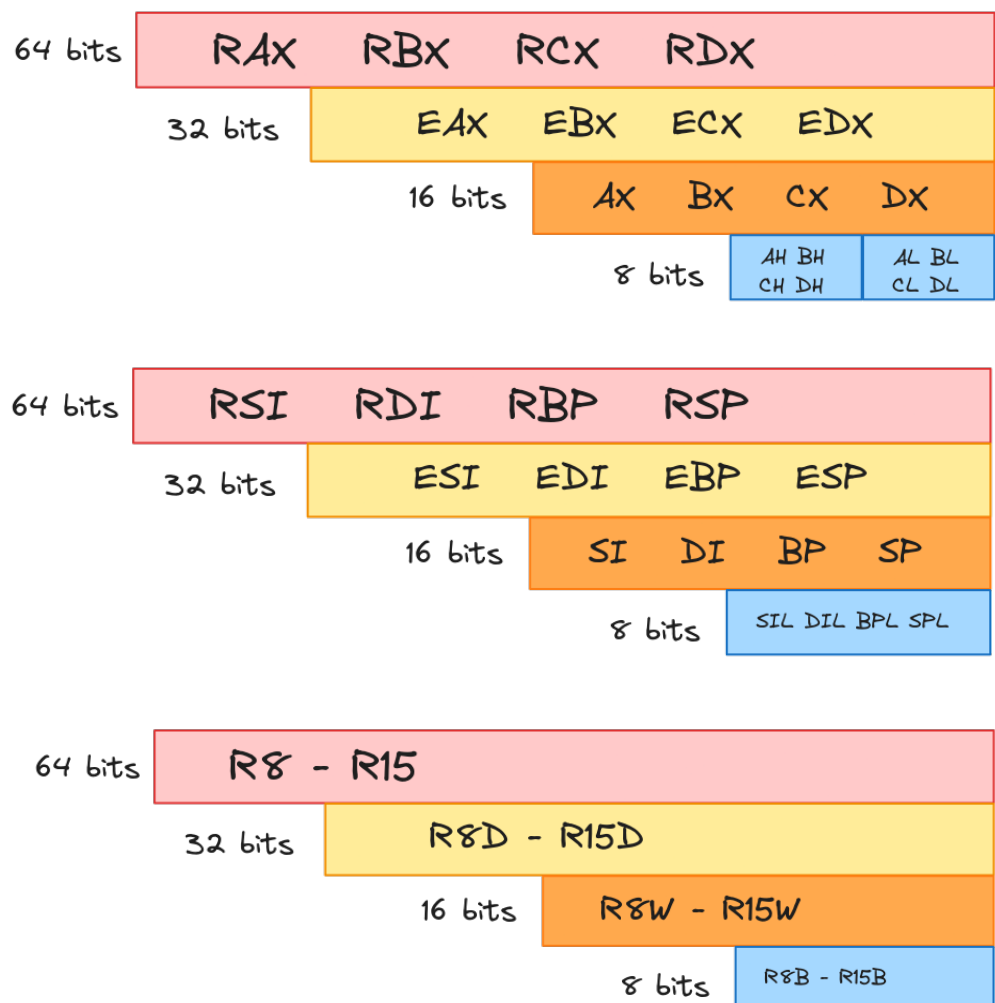 64 bits RAX RBX RCX RDX
32 bits EAX EBX ECX EDX
16 bits AX BX CX DX
8 bits AH BH AL BL
CH DH CL DL
64 bits RSI RDI RBP RSP
32 bits ESI EDI EBP ESP
16 bits SI DI BP SP
8 bits SIL DIL BPL SPL
64 bits R8 - R15
32 bits R8D - R15D
16 bits R8W - R15W
8 bits R8B - R15B